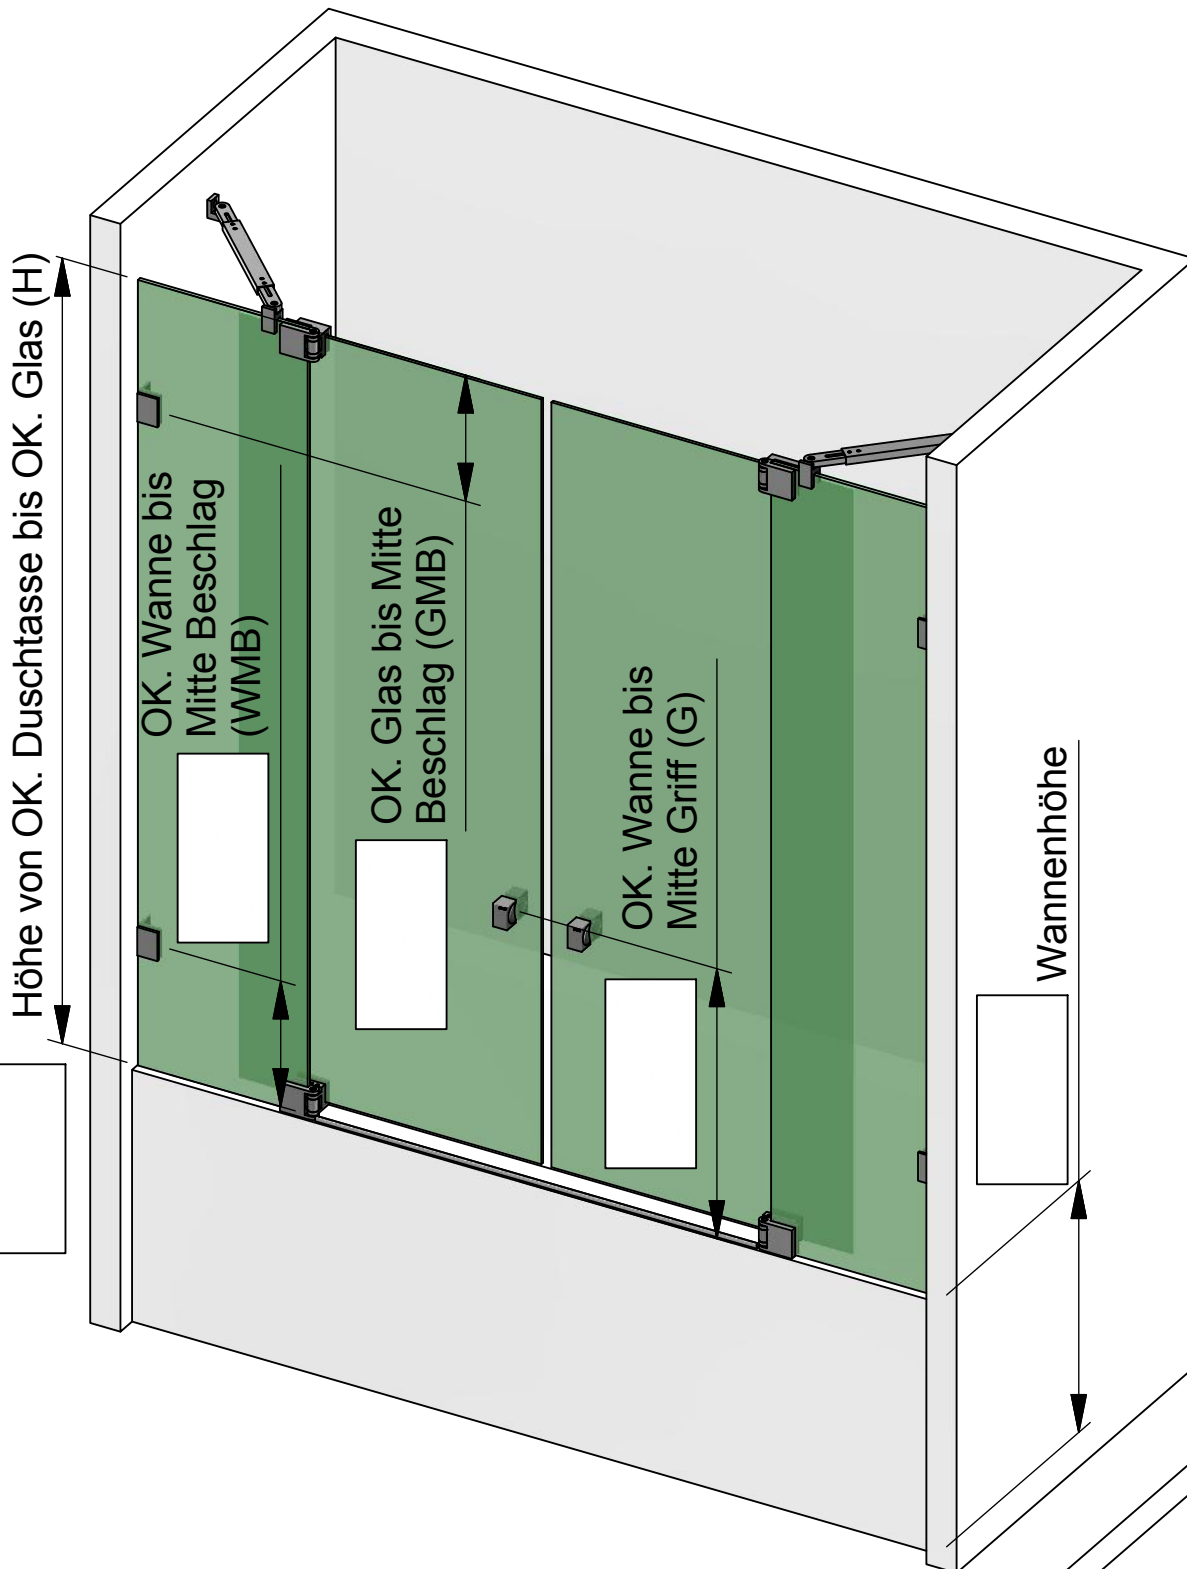 Höhe von OK. Duschtasse bis OK. Glas (H)
OK. Wanne bis
Mitte Beschlag
(WMB)
OK. Glas bis Mitte
Beschlag (GMB)
OK. Wanne bis
Mitte Griff (G)
Wannenhöhe